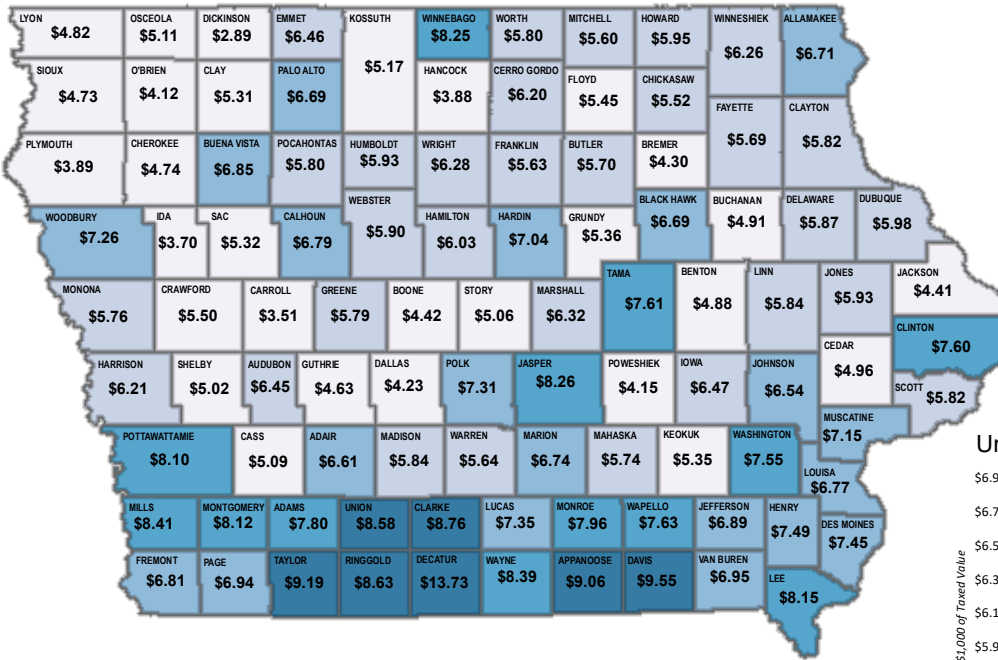 LYON
$4.82
OSCEOLA
$5.11
DICKINSON
$2.89
EMMET
$6.46
KOSSUTH
$5.17
WINNEBAGO
$8.25
WORTH
$5.80
MITCHELL
$5.60
HOWARD
$5.95
WINNESHIEK
$6.26
ALLAMAKEE
$6.71
SIOUX
$4.73
O'BRIEN
$4.12
CLAY
$5.31
PALO ALTO
$6.69
HANCOCK
$3.88
CERRO GORDO
$6.20
FLOYD
$5.45
CHICKASAW
$5.52
FAYETTE
$5.69
CLAYTON
$5.82
PLYMOUTH
$3.89
CHEROKEE
$4.74
BUENA VISTA
$6.85
POCAHONTAS
$5.80
HUMBOLDT
$5.93
WRIGHT
$6.28
FRANKLIN
$5.63
BUTLER
$5.70
BREMER
$4.30
WOODBURY
$7.26
IDA
$3.70
SAC
$5.32
CALHOUN
$6.79
WEBSTER
$5.90
HAMILTON
$6.03
HARDIN
$7.04
GRUNDY
$5.36
BLACK HAWK
$6.69
BUCHANAN
$4.91
DELAWARE
$5.87
DUBUQUE
$5.98
MONONA
$5.76
CRAWFORD
$5.50
CARROLL
$3.51
GREENE
$5.79
BOONE
$4.42
STORY
$5.06
MARSHALL
$6.32
TAMA
$7.61
BENTON
$4.88
LINN
$5.84
JONES
$5.93
JACKSON
$4.41
CLINTON
$7.60
HARRISON
$6.21
SHELBY
$5.02
AUDUBON
$6.45
GUTHRIE
$4.63
DALLAS
$4.23
POLK
$7.31
JASPER
$8.26
POWESHIEK
$4.15
IOWA
$6.47
JOHNSON
$6.54
CEDAR
$4.96
SCOTT
$5.82
MUSCATINE
$7.15
POTTAWATTAMIE
$8.10
CASS
$5.09
ADAIR
$6.61
MADISON
$5.84
WARREN
$5.64
MARION
$6.74
MAHASKA
$5.74
KEOKUK
$5.35
WASHINGTON
$7.55
LOUISA
$6.77
MILLS
$8.41
MONTGOMERY
$8.12
ADAMS
$7.80
UNION
$8.58
CLARKE
$8.76
LUCAS
$7.35
MONROE
$7.96
WAPELLO
$7.63
JEFFERSON
$6.89
HENRY
$7.49
DES MOINES
$7.45
FREMONT
$6.81
PAGE
$6.94
TAYLOR
$9.19
RINGGOLD
$8.63
DECATUR
$13.73
WAYNE
$8.39
APPANOOSE
$9.06
DAVIS
$9.55
VAN BUREN
$6.95
LEE
$8.15
$6.9
$6.7
$6.5
$6.3
$6.1
$5.9
$1,000 of Taxed Value